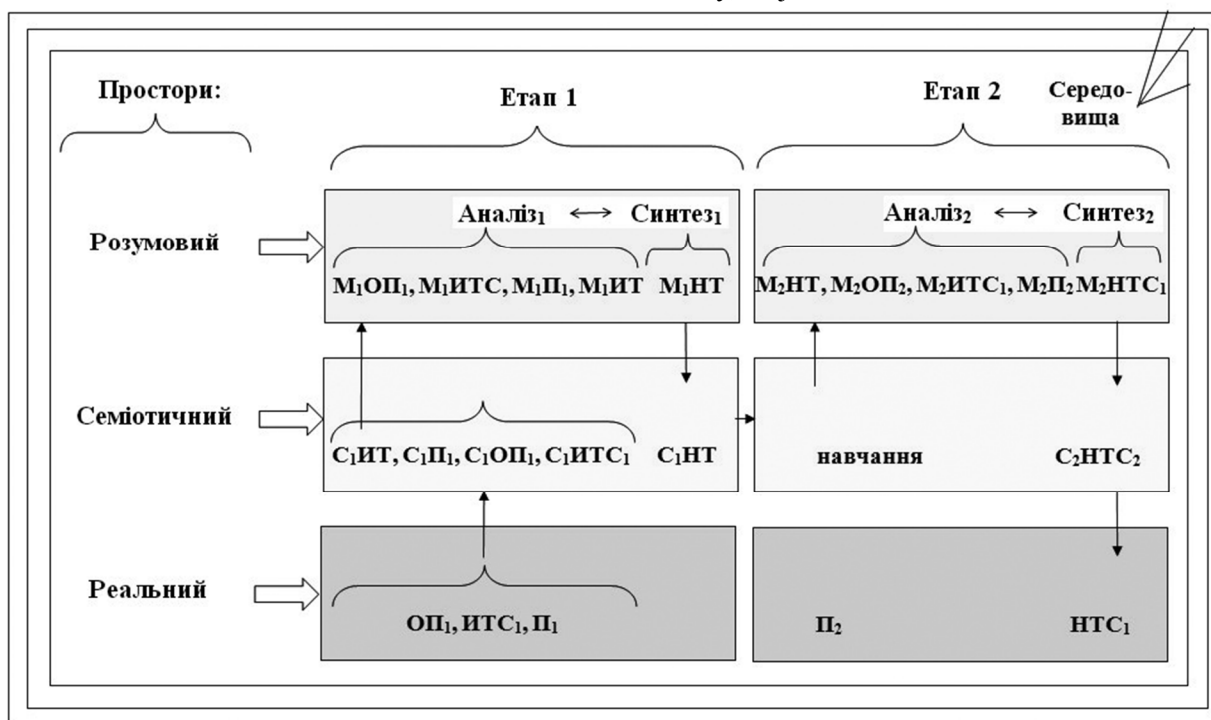 Простори:
Етап 1
Етап 2
Середо-
вища
Розумовий
Аналіз₁ ↔ Синтез₁
М₁ОП₁, М₁ИТС, М₁П₁, М₁ИТ М₁НТ
Аналіз₂ ↔ Синтез₂
М₂НТ, М₂ОП₂, М₂ИТС₁, М₂П₂ М₂НТС₁
Семіотичний
С₁ИТ, С₁П₁, С₁ОП₁, С₁ИТС₁ С₁НТ
навчання С₂НТС₂
Реальний
ОП₁, ИТС₁, П₁
П₂ НТС₁